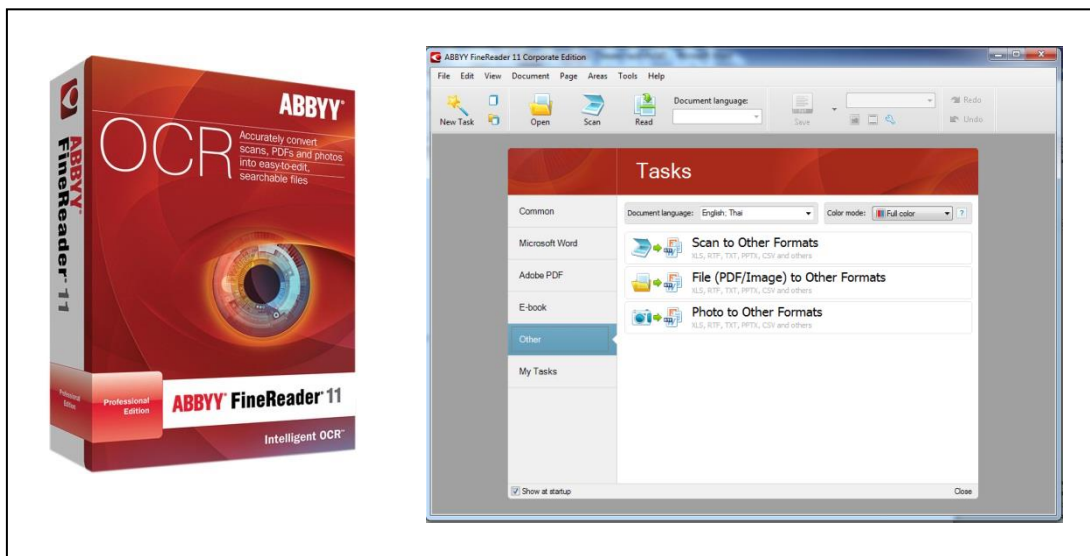 ABBYY®
OCR
Accurately convert
scans, PDFs and photos
into easy-to-edit,
searchable files
ABBYY
FineReader® 11
Professional
Edition
Professional
Edition
ABBYY® FineReader® 11
Intelligent OCR™
ABBYY FineReader 11 Corporate Edition
File Edit View Document Page Areas Tools Help
New Task
Open
Scan
Read
Document language:
Save
Redo
Undo
Tasks
Common
Microsoft Word
Adobe PDF
E-book
Other
My Tasks
Document language: English; Thai
Color mode: Full color ?
Scan to Other Formats
XLS, RTF, TXT, PPTX, CSV and others
File (PDF/Image) to Other Formats
XLS, RTF, TXT, PPTX, CSV and others
Photo to Other Formats
XLS, RTF, TXT, PPTX, CSV and others
Show at startup
Close